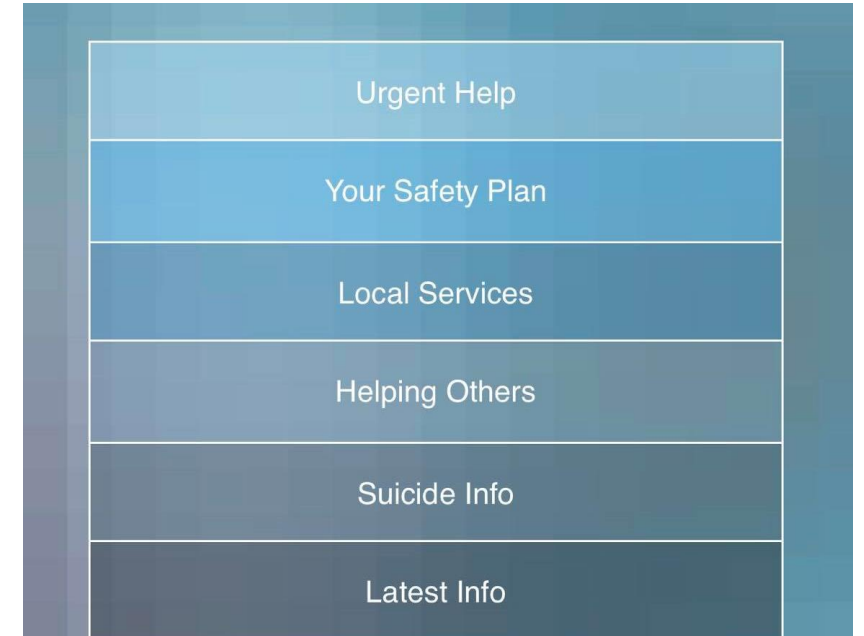 Urgent Help
Your Safety Plan
Local Services
Helping Others
Suicide Info
Latest Info